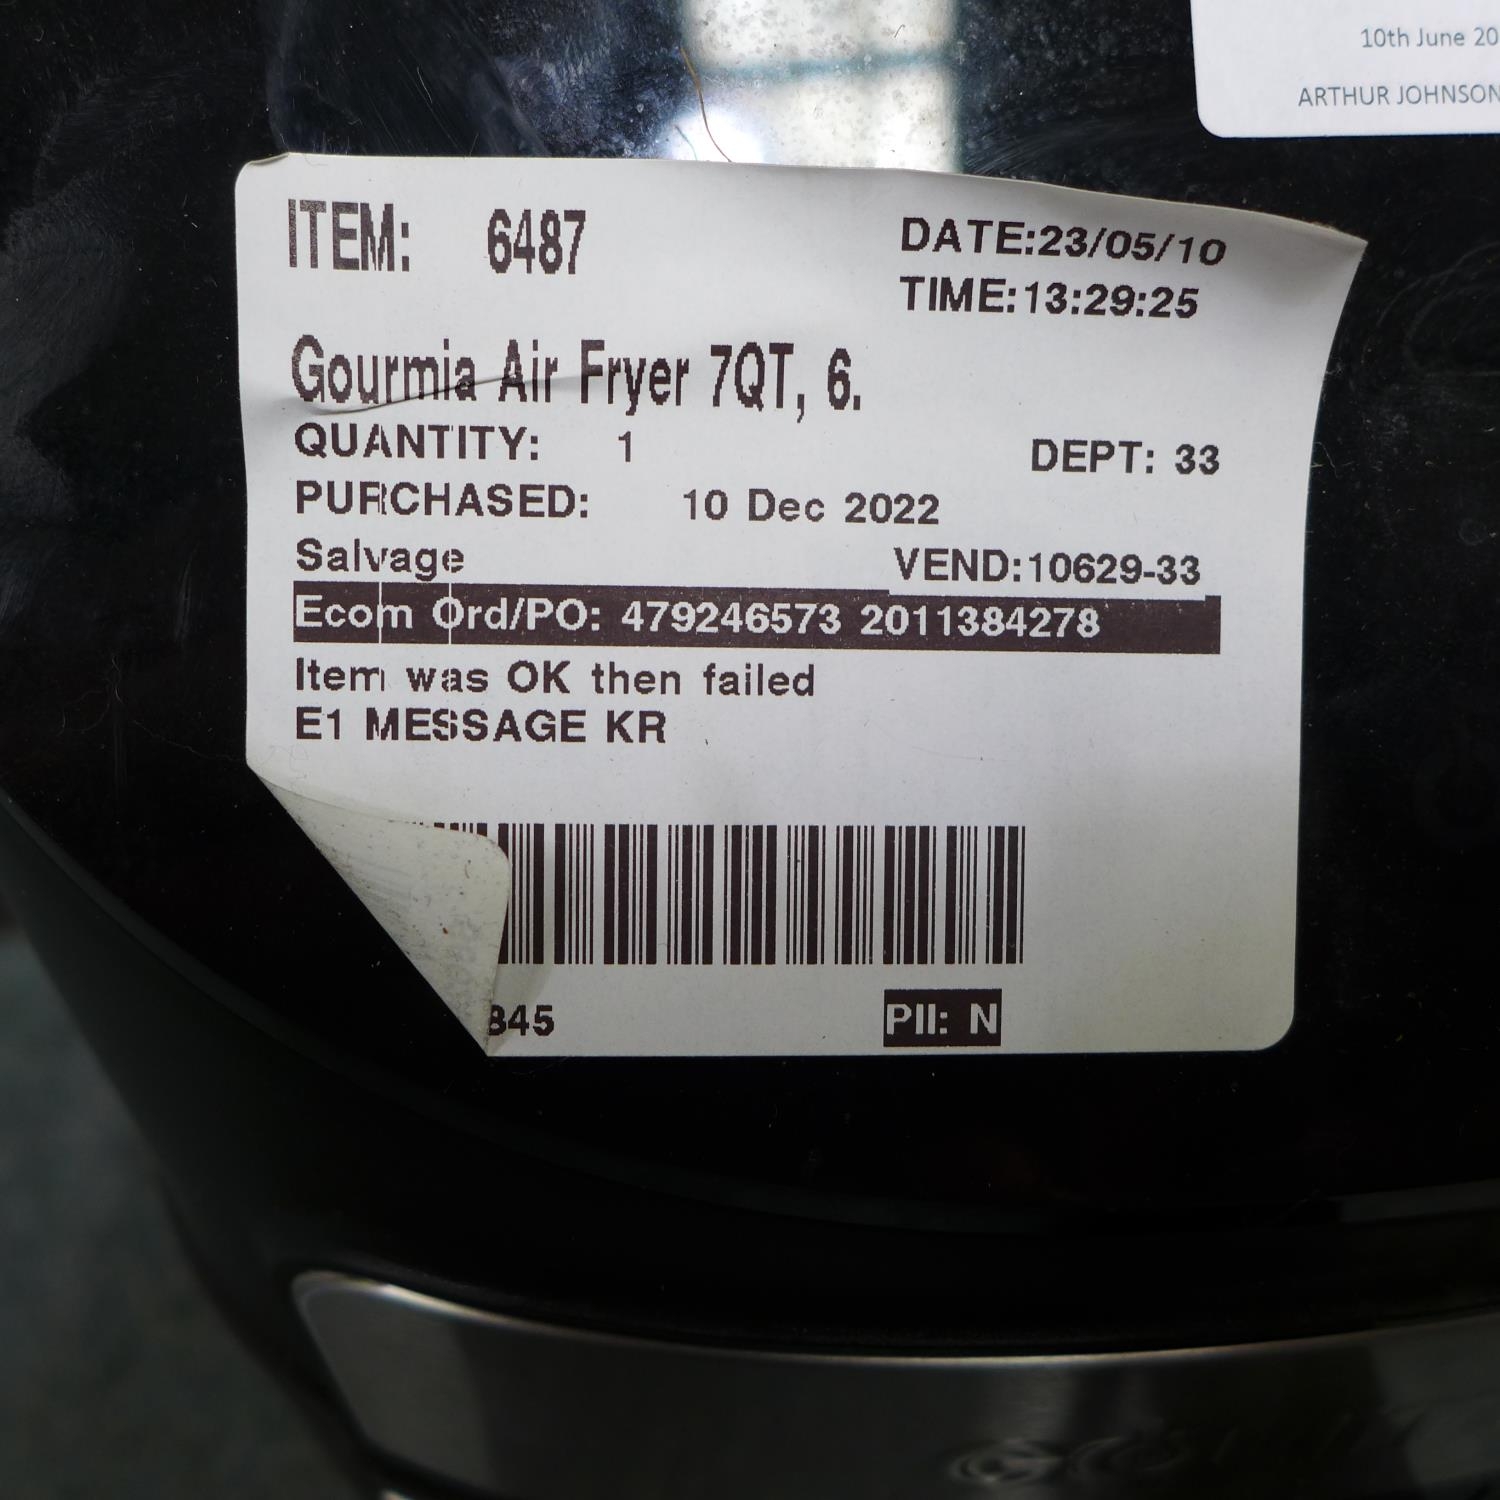 10th June 20
ARTHUR JOHNSON
ITEM: 6487
DATE:23/05/10
TIME:13:29:25
Gourmia Air Fryer 7QT, 6.
QUANTITY: 1
DEPT: 33
PURCHASED: 10 Dec 2022
Salvage
VEND:10629-33
Ecom Ord/PO: 479246573 2011384278
Item was OK then failed
E1 MESSAGE KR
845
PII: N